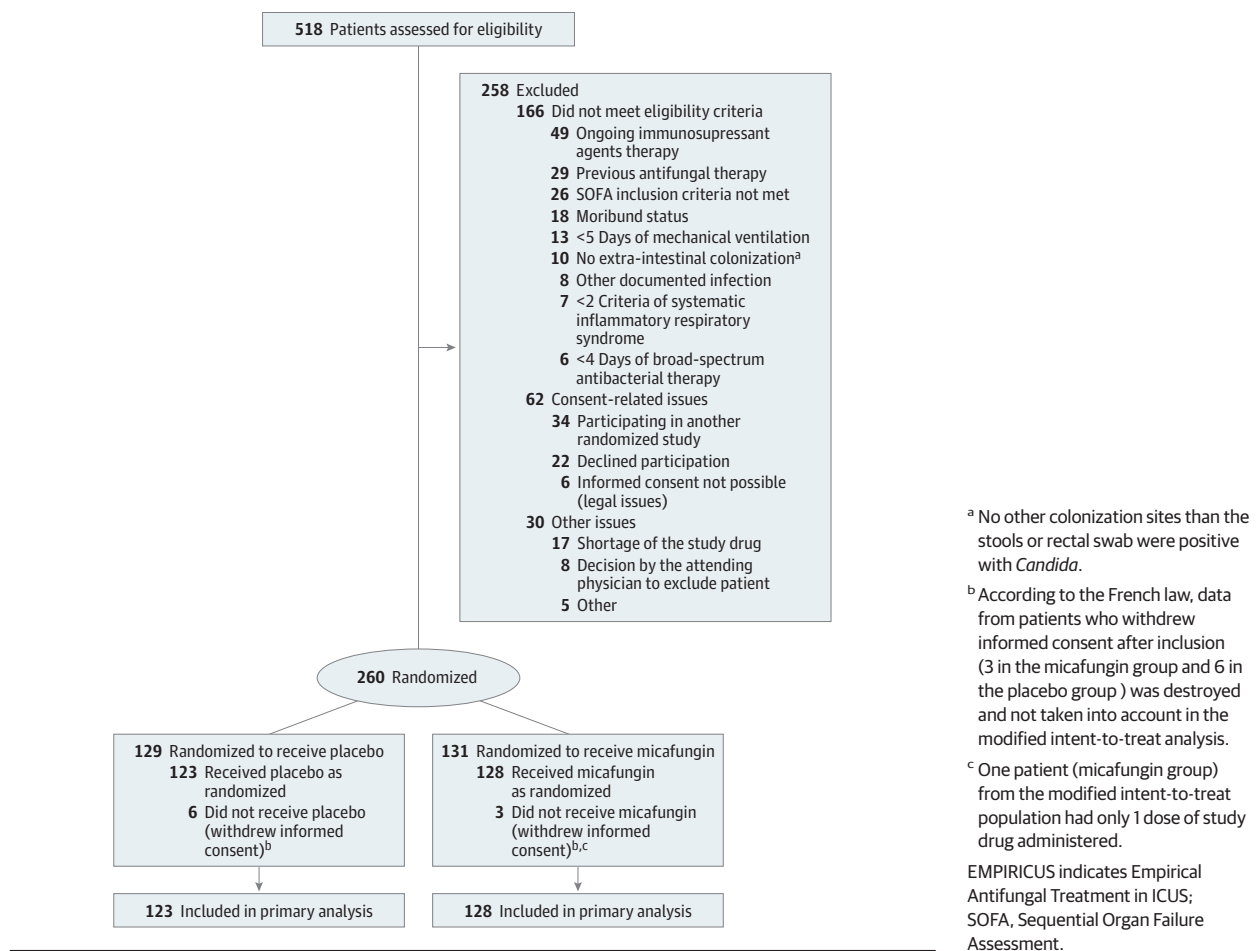 518 Patients assessed for eligibility
258 Excluded
166 Did not meet eligibility criteria
49 Ongoing immunosupressant
agents therapy
29 Previous antifungal therapy
26 SOFA inclusion criteria not met
18 Moribund status
13 <5 Days of mechanical ventilation
10 No extra-intestinal colonizationa
8 Other documented infection
7 <2 Criteria of systematic
inflammatory respiratory
syndrome
6 <4 Days of broad-spectrum
antibacterial therapy
62 Consent-related issues
34 Participating in another
randomized study
22 Declined participation
6 Informed consent not possible
(legal issues)
30 Other issues
17 Shortage of the study drug
8 Decision by the attending
physician to exclude patient
5 Other
260 Randomized
129 Randomized to receive placebo
123 Received placebo as
randomized
6 Did not receive placebo
(withdrew informed
consent)b
131 Randomized to receive micafungin
128 Received micafungin
as randomized
3 Did not receive micafungin
(withdrew informed
consent)b,c
123 Included in primary analysis
128 Included in primary analysis
a No other colonization sites than the
stools or rectal swab were positive
with Candida.
b According to the French law, data
from patients who withdrew
informed consent after inclusion
(3 in the micafungin group and 6 in
the placebo group ) was destroyed
and not taken into account in the
modified intent-to-treat analysis.
c One patient (micafungin group)
from the modified intent-to-treat
population had only 1 dose of study
drug administered.
EMPIRICUS indicates Empirical
Antifungal Treatment in ICUS;
SOFA, Sequential Organ Failure
Assessment.